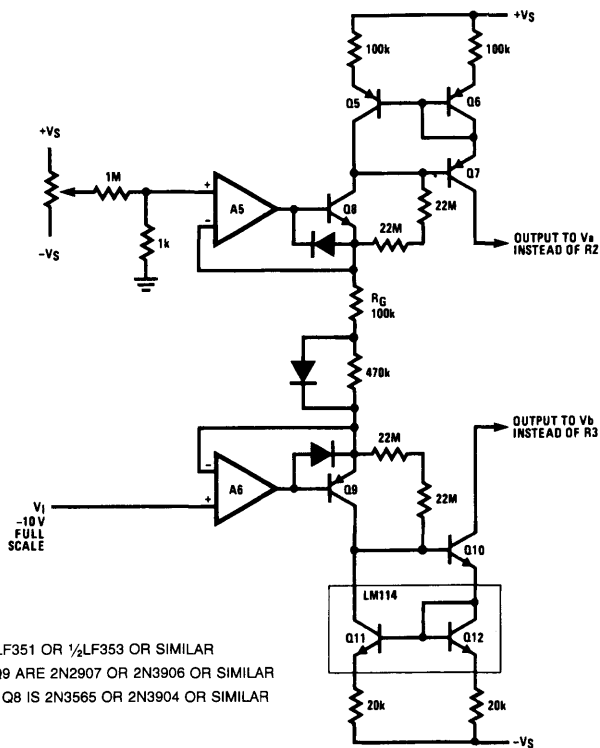 +VS
100k
100k
Q5
Q6
+VS
Q7
1M
A5
Q8
22M
22M
-VS
1k
OUTPUT TO Va
INSTEAD OF R2
+
-
RG
100k
470k
OUTPUT TO Vb
INSTEAD OF R3
22M
-
A6
Q9
+
22M
VI
-10V
FULL
SCALE
Q10
LM114
Q11
Q12
LF351 OR ½LF353 OR SIMILAR
Q9 ARE 2N2907 OR 2N3906 OR SIMILAR
Q8 IS 2N3565 OR 2N3904 OR SIMILAR
20k
20k
-VS